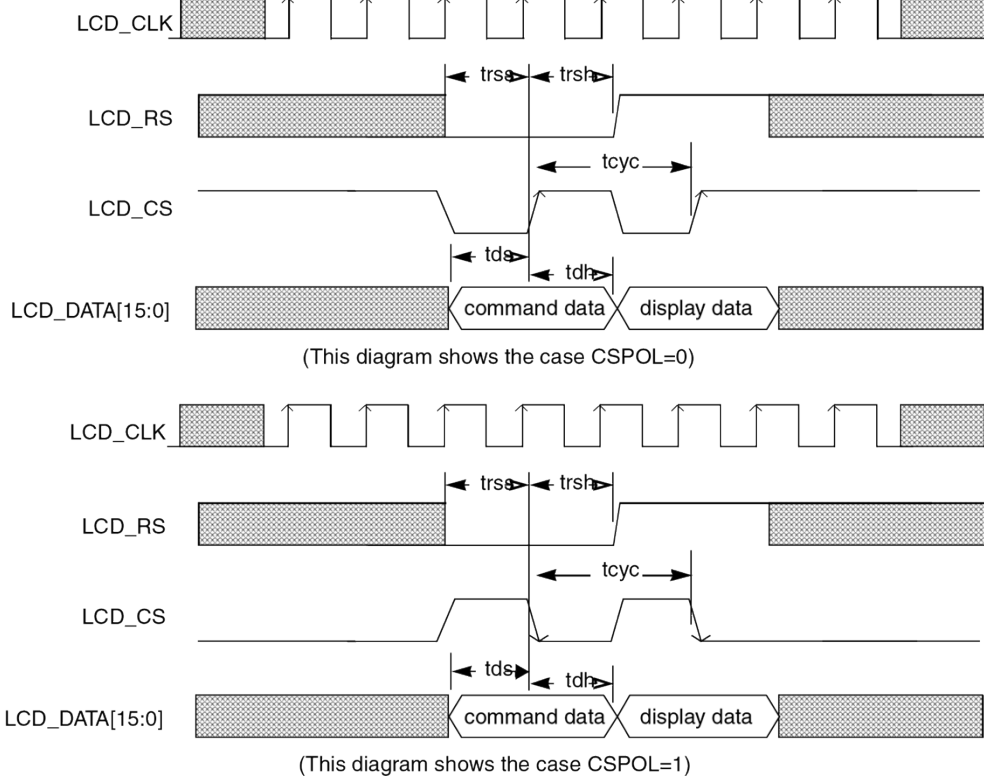 LCD_CLK
trss trsh
LCD_RS
tcyc
LCD_CS
tds
tdh
LCD_DATA[15:0] command data display data
(This diagram shows the case CSPOL=0)
LCD_CLK
trss trsh
LCD_RS
tcyc
LCD_CS
tds
tdh
LCD_DATA[15:0] command data display data
(This diagram shows the case CSPOL=1)